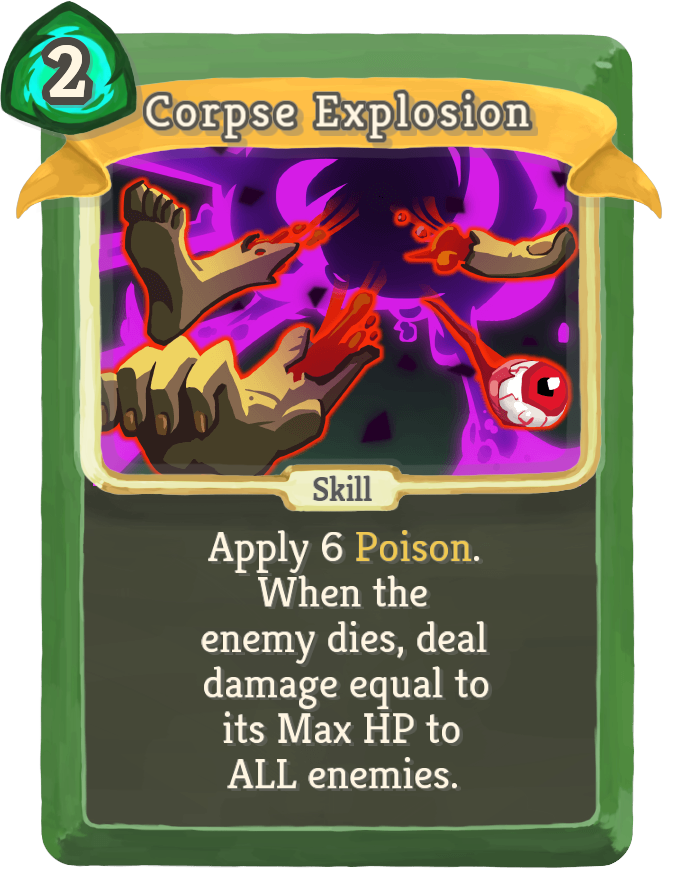 2
Corpse Explosion
Skill
Apply 6 Poison.
When the
enemy dies, deal
damage equal to
its Max HP to
ALL enemies.